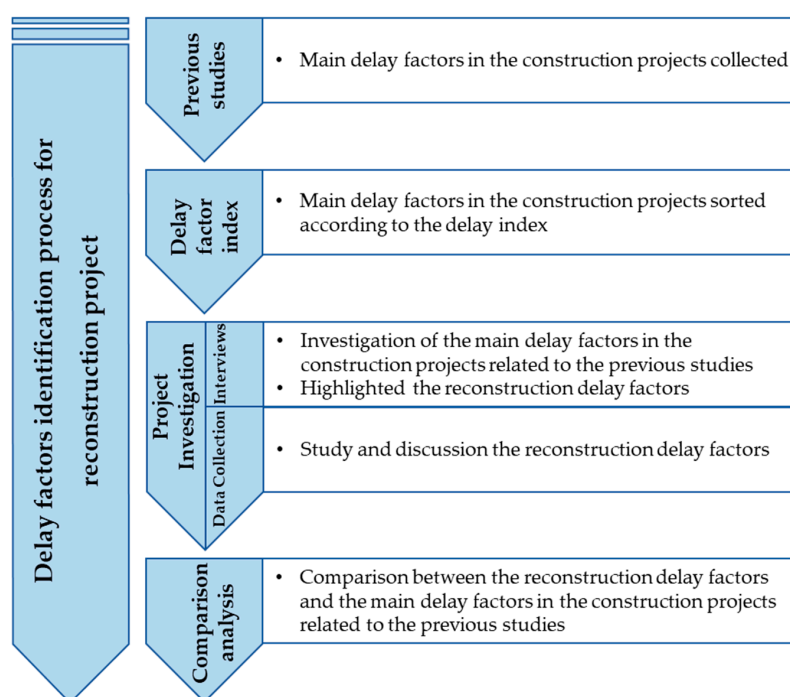 Delay factors identification process for
reconstruction project
Previous
studies
• Main delay factors in the construction projects collected
Delay
factor
index
• Main delay factors in the construction projects sorted
according to the delay index
Project
Investigation
Interviews
• Investigation of the main delay factors in the
construction projects related to the previous studies
• Highlighted the reconstruction delay factors
Data Collection
• Study and discussion the reconstruction delay factors
Comparison
analysis
• Comparison between the reconstruction delay factors
and the main delay factors in the construction projects
related to the previous studies